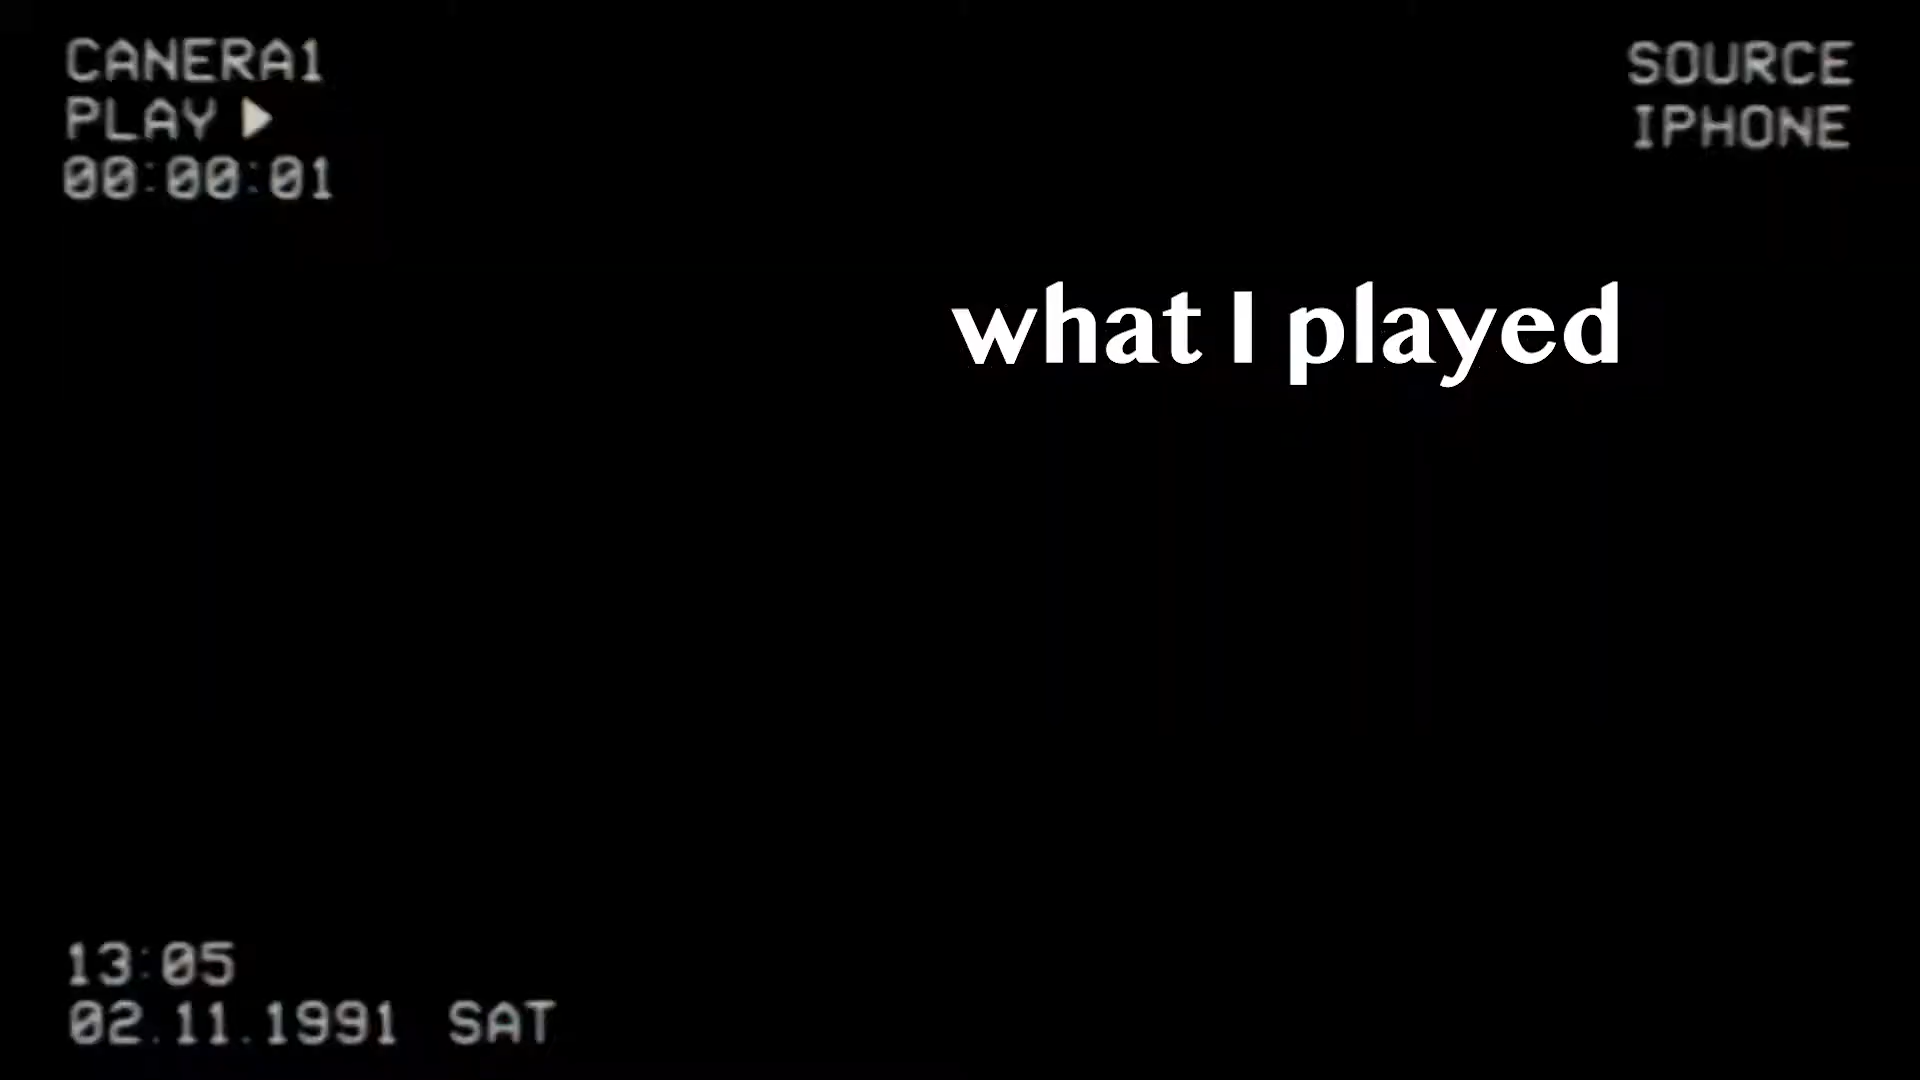 CANERA1
PLAY
00:00:01
SOURCE
IPHONE
what I played
13:05
02.11.1991 SAT